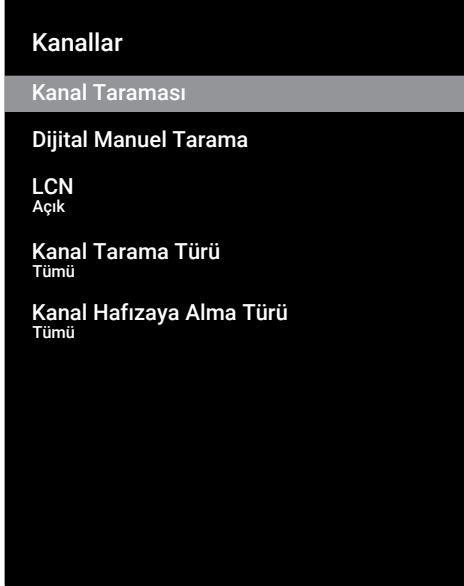 Kanallar
Kanal Taraması
Dijital Manuel Tarama
LCN
Açık
Kanal Tarama Türü
Tümü
Kanal Hafızaya Alma Türü
Tümü